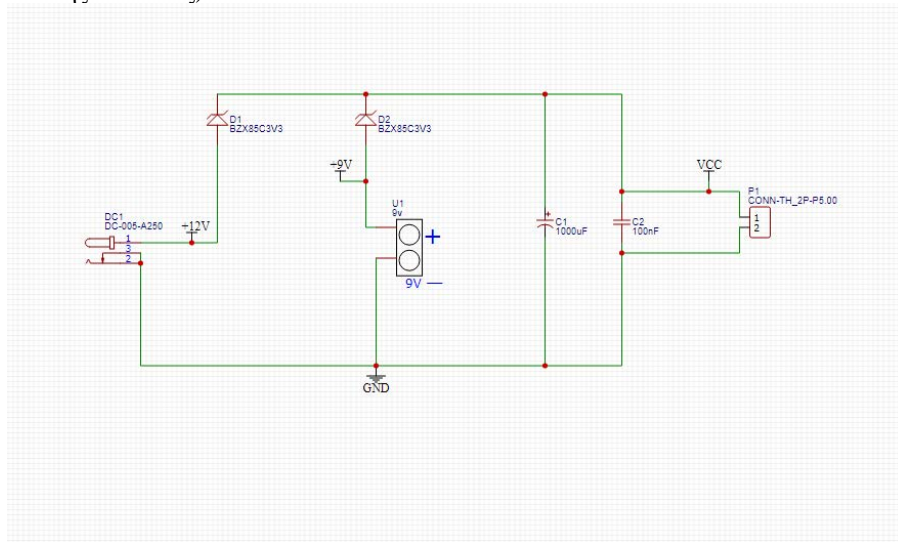 D1
BZX85C3V3
D2
BZX85C3V3
+9V
VCC
P1
CONN-TH_2P-P5.00
1
2
U1
9v
+
DC1
DC-005-A250
+12V
1
3
2
+
C1
1000uF
C2
100nF
9V —
GND